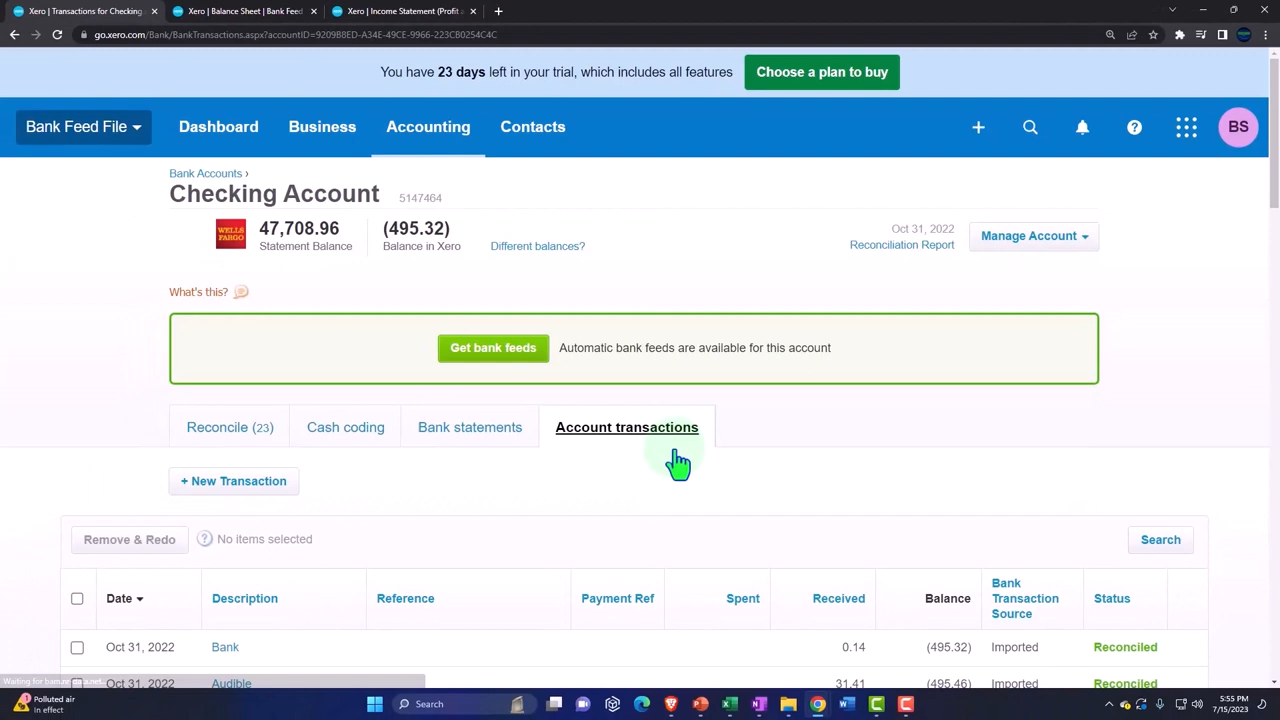 Xero | Transactions for Checking
Xero | Balance Sheet | Bank Feed
Xero | Income Statement (Profit a
go.xero.com/Bank/BankTransactions.aspx?accountID=9209B8ED-A34E-49CE-9966-223CB0254C4C
You have 23 days left in your trial, which includes all features
Choose a plan to buy
Bank Feed File
Dashboard
Business
Accounting
Contacts
BS
Bank Accounts ›
Checking Account 5147464
WELLS FARGO
47,708.96
Statement Balance
(495.32)
Balance in Xero
Different balances?
Oct 31, 2022
Reconciliation Report
Manage Account
What's this?
Get bank feeds
Automatic bank feeds are available for this account
Reconcile (23)
Cash coding
Bank statements
Account transactions
+ New Transaction
Remove & Redo
? No items selected
Search
Date Description Reference Payment Ref Spent Received Balance Bank Transaction Source Status
Oct 31, 2022 Bank 0.14 (495.32) Imported Reconciled
Oct 31, 2022 Audible 31.41 (495.46) Imported Reconciled
Polluted air
In effect
Search
5:55 PM
7/15/2023